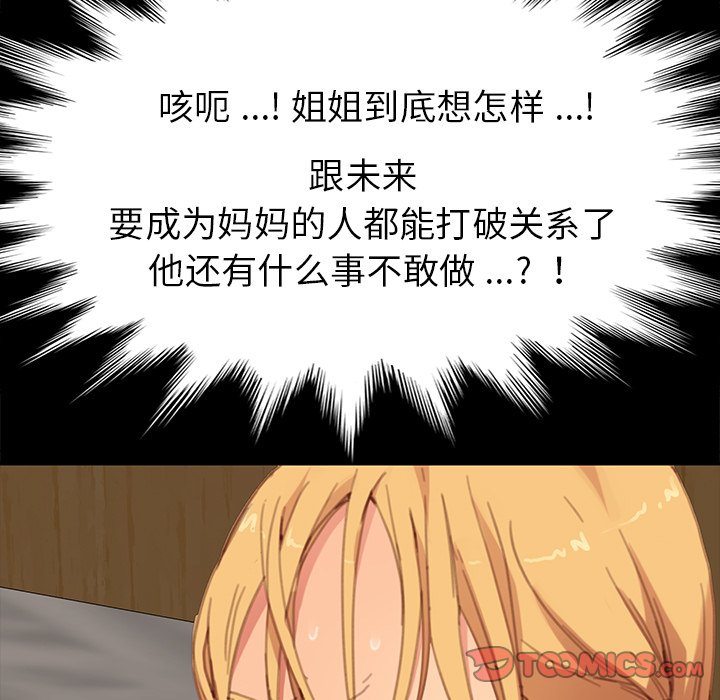 咳呃 ...! 姐姐到底想怎样 ...!
跟未来
要成为妈妈的人都能打破关系了
他还有什么事不敢做 ...? !
TOOMICS.COM